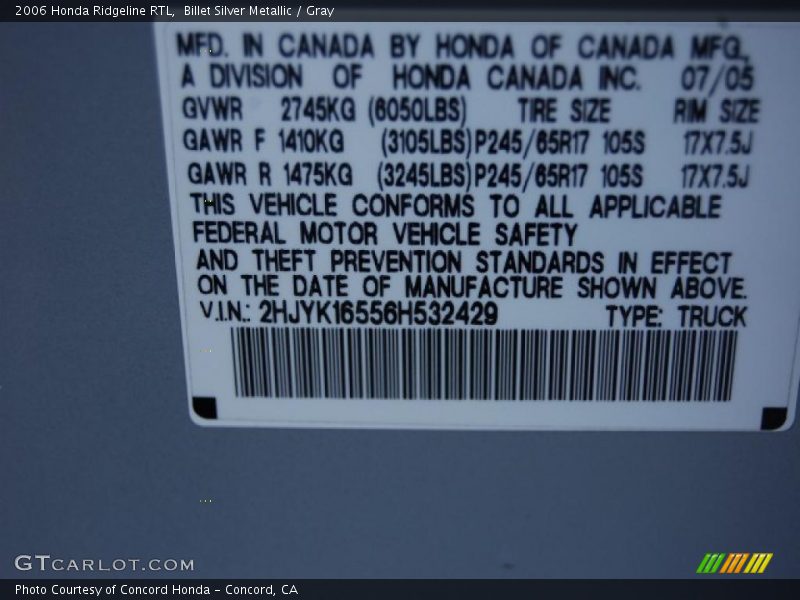 2006 Honda Ridgeline RTL, Billet Silver Metallic / Gray
MFD. IN CANADA BY HONDA OF CANADA MFG.,
A DIVISION OF HONDA CANADA INC. 07/05
GVWR 2745KG (6050LBS) TIRE SIZE RIM SIZE
GAWR F 1410KG (3105LBS) P245/65R17 105S 17X7.5J
GAWR R 1475KG (3245LBS) P245/65R17 105S 17X7.5J
THIS VEHICLE CONFORMS TO ALL APPLICABLE
FEDERAL MOTOR VEHICLE SAFETY
AND THEFT PREVENTION STANDARDS IN EFFECT
ON THE DATE OF MANUFACTURE SHOWN ABOVE.
V.I.N.: 2HJYK16556H532429 TYPE: TRUCK
GTCARLOT.COM
Photo Courtesy of Concord Honda - Concord, CA